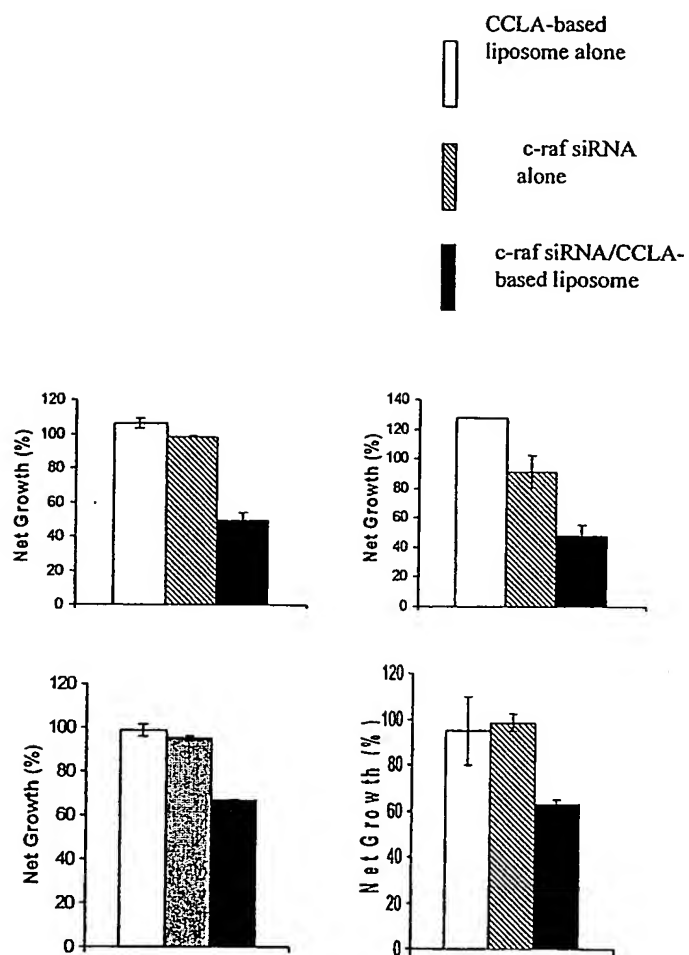 CCLA-based
liposome alone
c-raf siRNA
alone
c-raf siRNA/CCLA-
based liposome
Net Growth (%)
120
100
80
60
40
20
0
Net Growth (%)
140
120
100
80
60
40
20
0
Net Growth (%)
120
100
80
60
40
20
0
Net Growth (%)
120
100
80
60
40
20
0